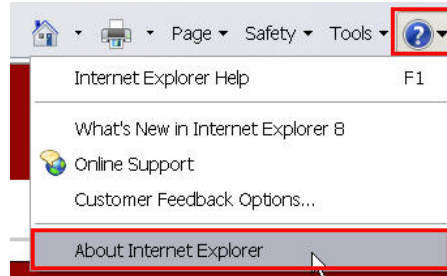 Page Safety Tools
Internet Explorer Help F1
What's New in Internet Explorer 8
Online Support
Customer Feedback Options...
About Internet Explorer